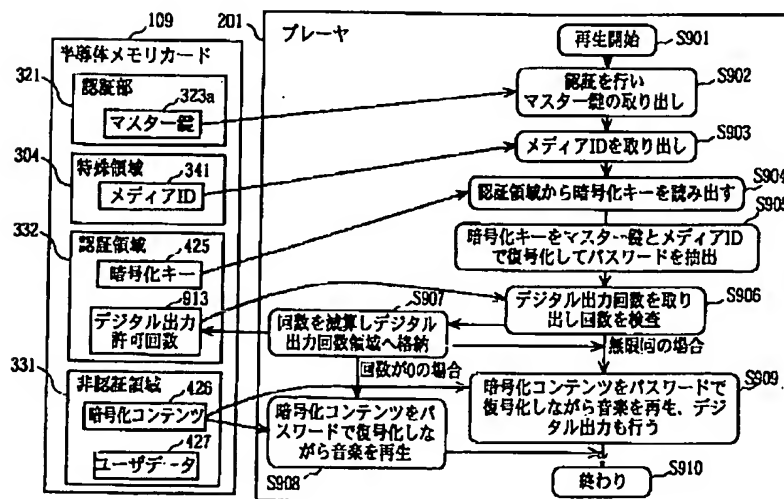 109
半導体メモリカード
321
認証部
323a
マスター鍵
304
特殊領域
341
メディアID
332
認証領域
425
暗号化キー
913
デジタル出力
許可回数
331
非認証領域
426
暗号化コンテンツ
427
ユーザデータ
201
プレーヤ
再生開始
S901
認証を行い
マスター鍵の取り出し
S902
メディアIDを取り出し
S903
認証領域から暗号化キーを読み出す
S904
暗号化キーをマスター鍵とメディアID
で復号化してパスワードを抽出
S905
デジタル出力回数を取
り出し回数を検査
S906
S907
回数を減算しデジタル
出力回数領域へ格納
無限回の場合
回数が0の場合
暗号化コンテンツをパ
スワードで復号化しな
がら音楽を再生
S908
暗号化コンテンツをパスワードで
復号化しながら音楽を再生、デジ
タル出力も行う
S909
終わり
S910